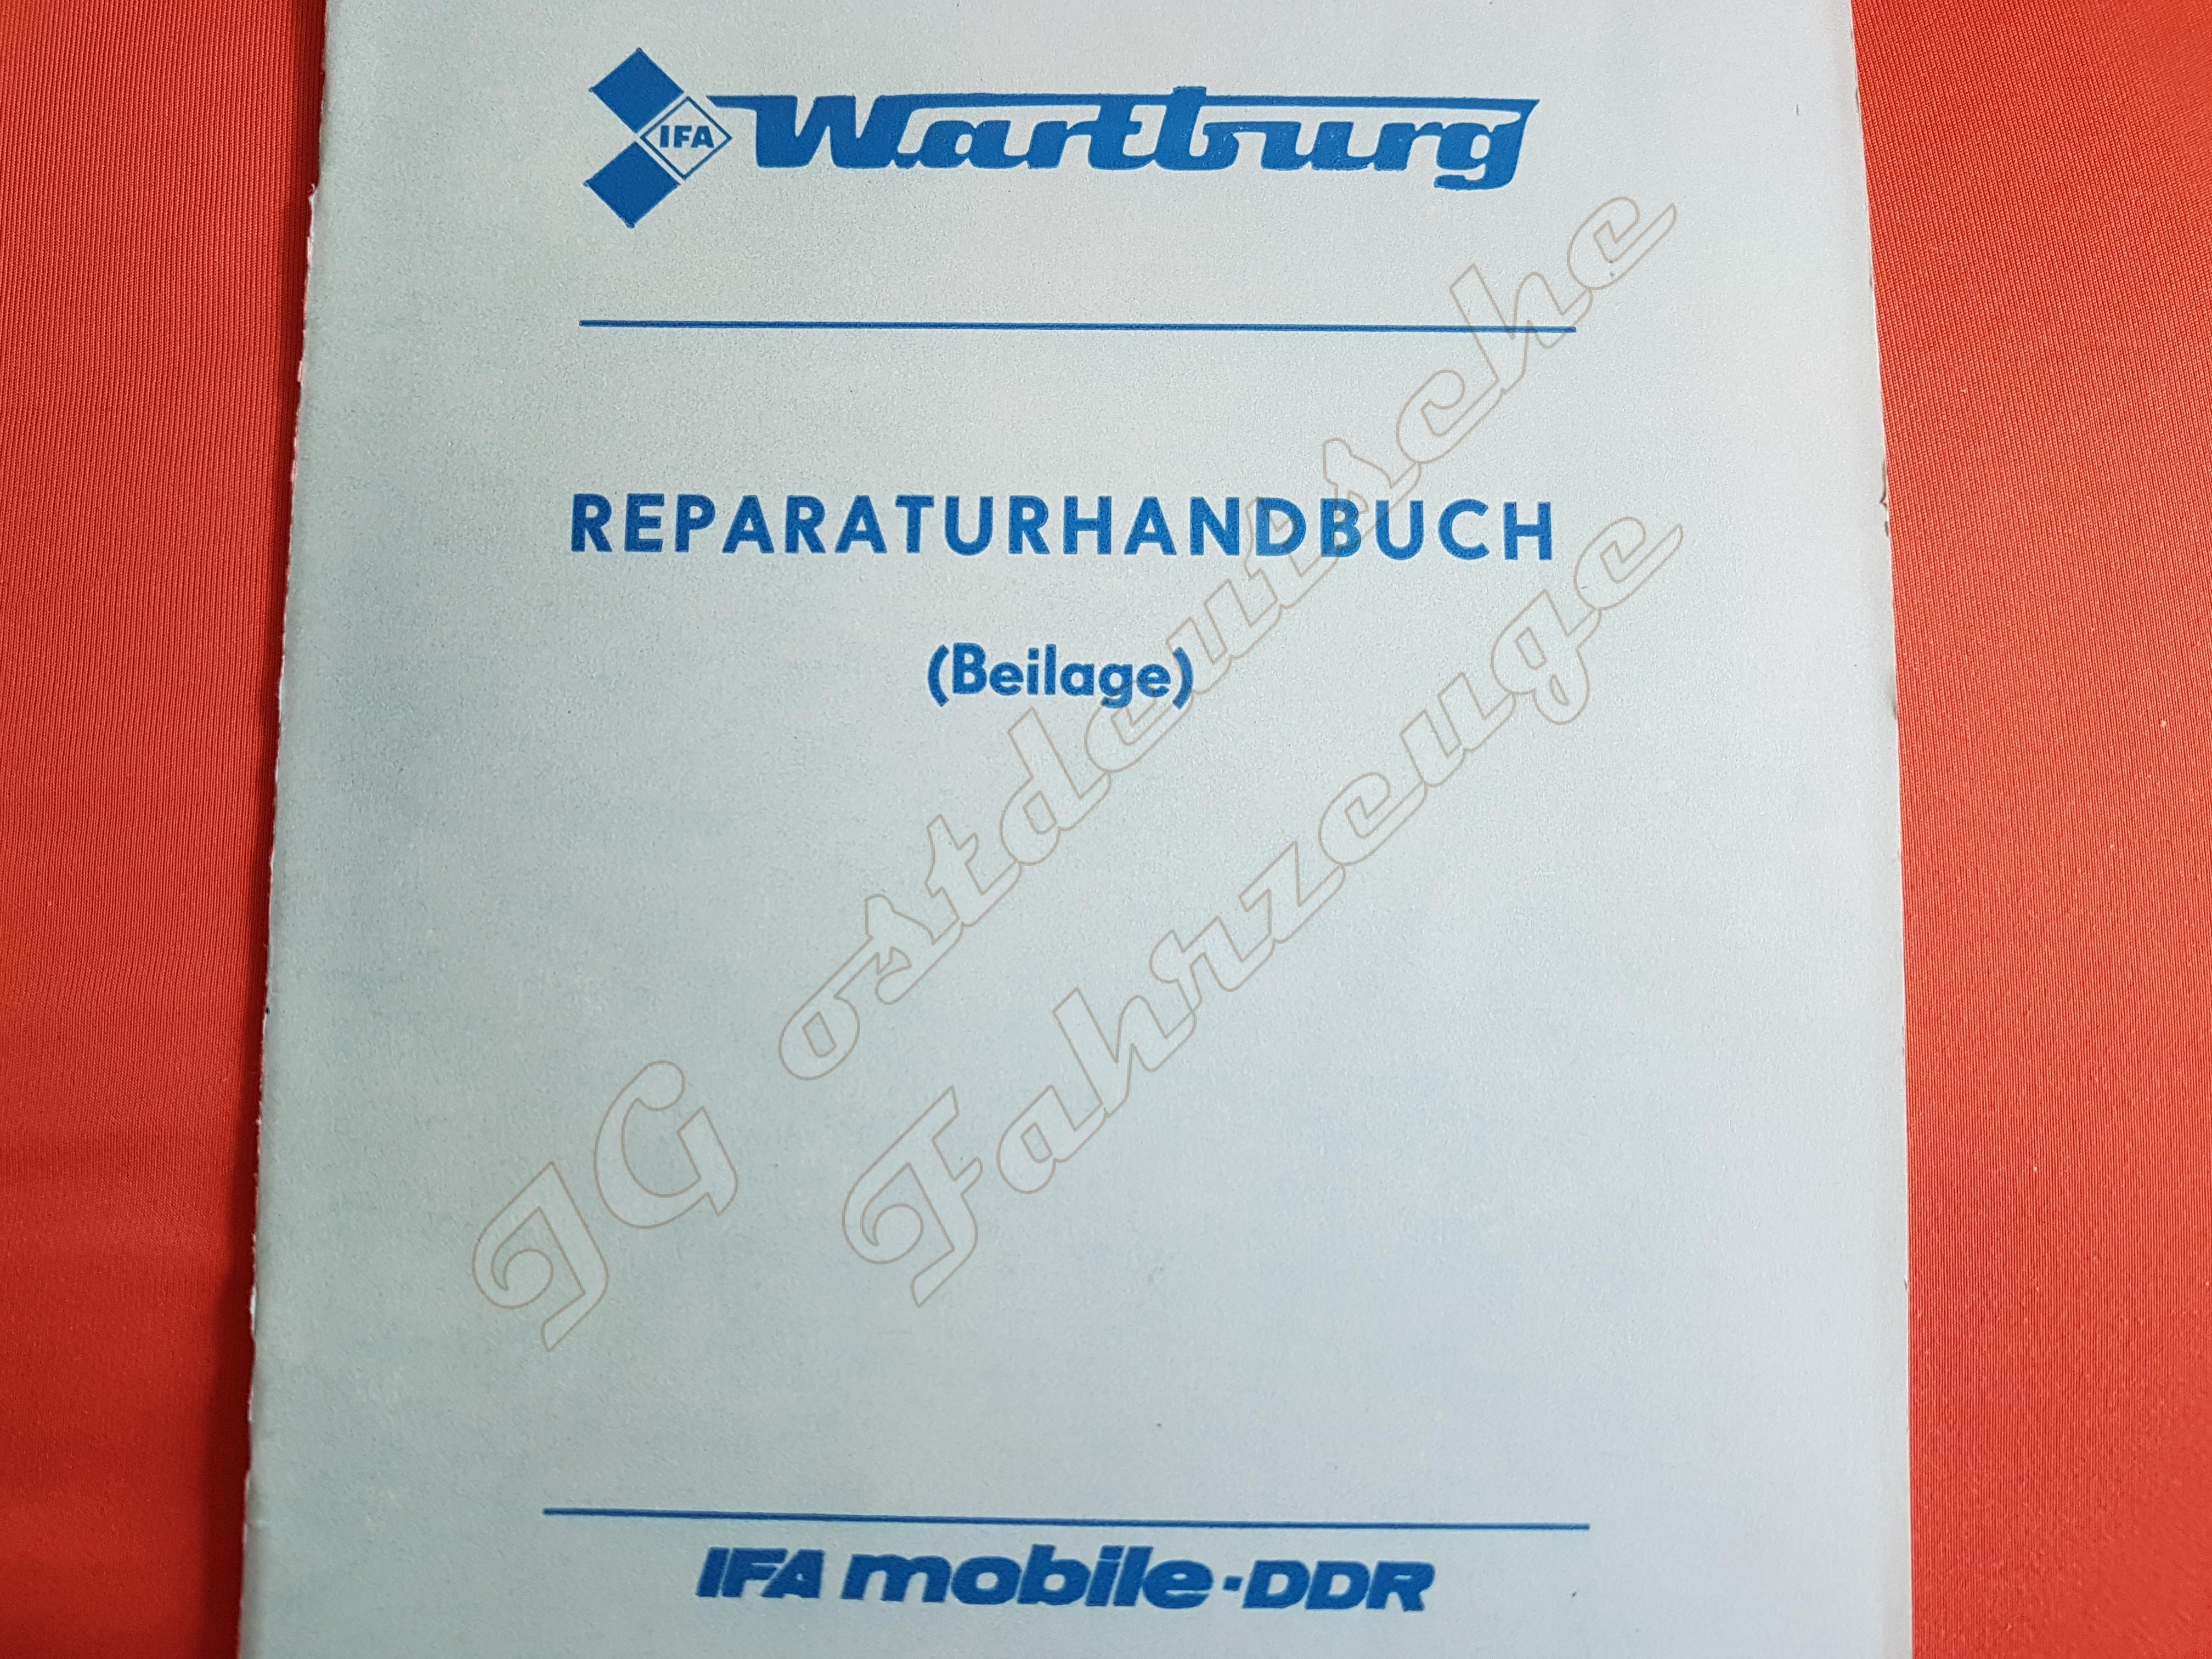 IFA Wartburg
REPARATURHANDBUCH
(Beilage)
IG ostdeutsche
Fahrzeuge
IFA mobile-DDR